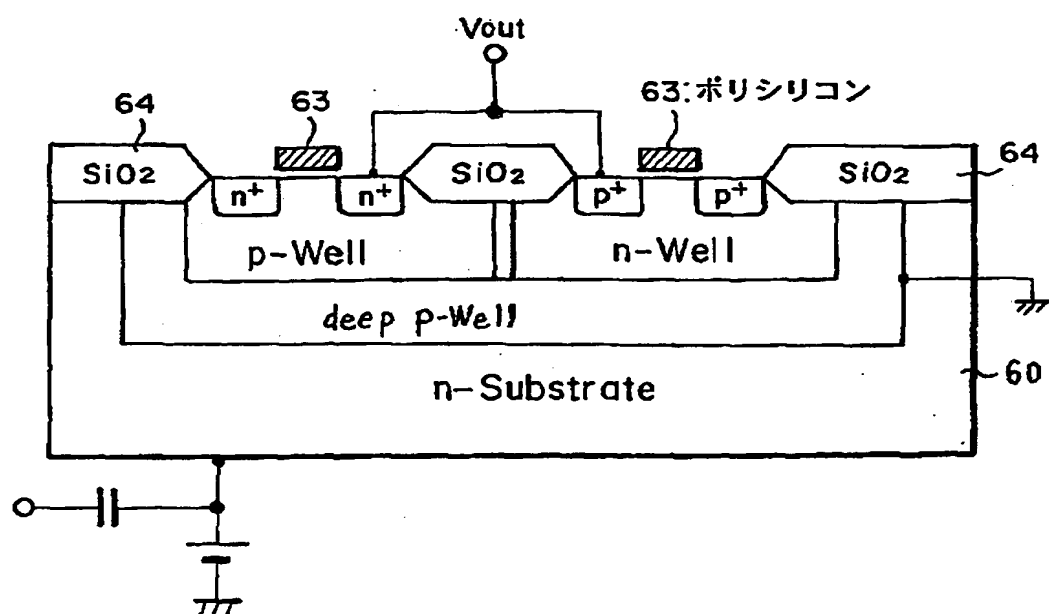 Vout
64
63
63:ポリシリコン
SiO2
SiO2
SiO2
64
n+
n+
p+
p+
p-Well
n-Well
deep p-Well
n-Substrate
60